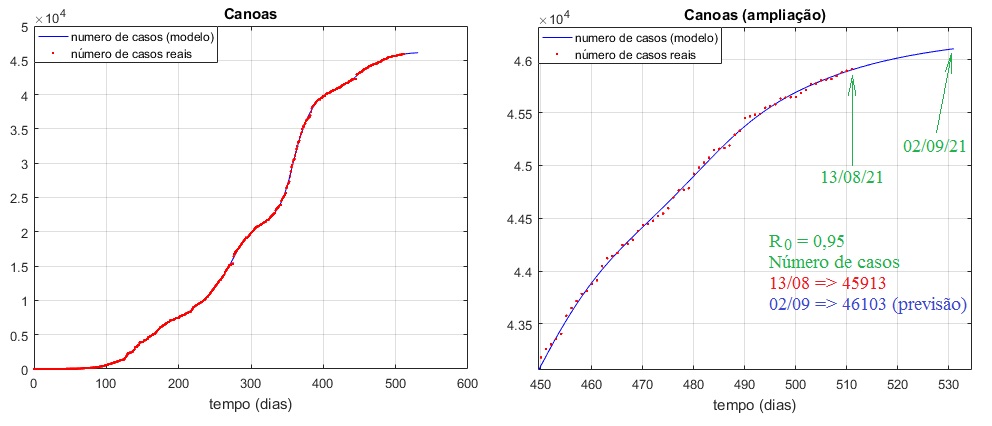 Canoas
×10^4
numero de casos (modelo)
número de casos reais
5
4.5
4
3.5
3
2.5
2
1.5
1
0.5
0
0 100 200 300 400 500 600
tempo (dias)
Canoas (ampliação)
×10^4
numero de casos (modelo)
número de casos reais
4.6
4.55
4.5
4.45
4.4
4.35
02/09/21
13/08/21
R0 = 0,95
Número de casos
13/08 => 45913
02/09 => 46103 (previsão)
450 460 470 480 490 500 510 520 530
tempo (dias)